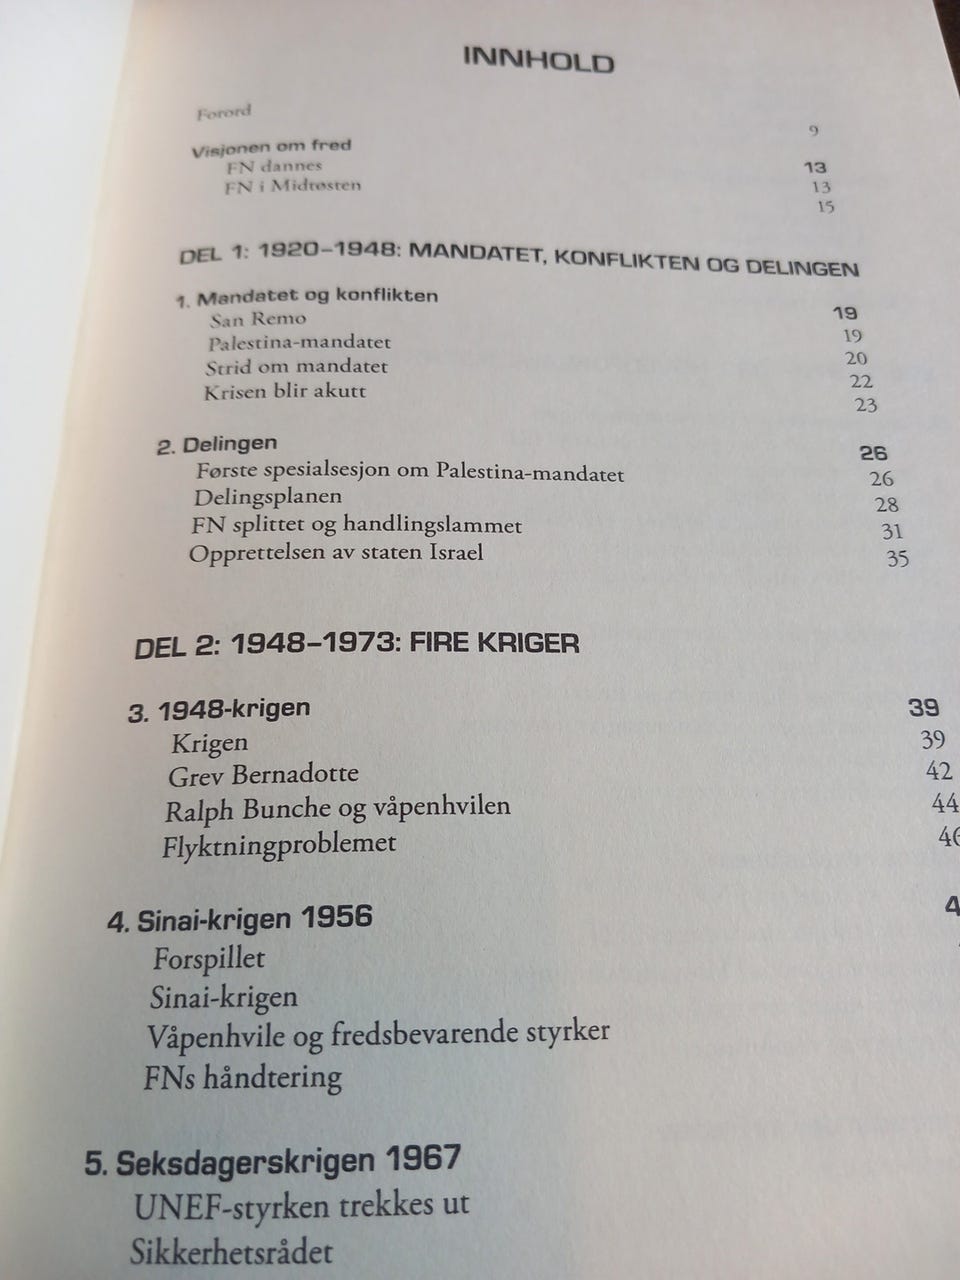 INNHOLD
Forord 9
Visjonen om fred 13
FN dannes 13
FN i Midtøsten 15
DEL 1: 1920–1948: MANDATET, KONFLIKTEN OG DELINGEN
1. Mandatet og konflikten 19
San Remo 19
Palestina-mandatet 20
Strid om mandatet 22
Krisen blir akutt 23
2. Delingen 26
Første spesialsesjon om Palestina-mandatet 26
Delingsplanen 28
FN splittet og handlingslammet 31
Opprettelsen av staten Israel 35
DEL 2: 1948–1973: FIRE KRIGER
3. 1948-krigen 39
Krigen 39
Grev Bernadotte 42
Ralph Bunche og våpenhvilen 44
Flyktningproblemet 46
4. Sinai-krigen 1956
Forspillet
Sinai-krigen
Våpenhvile og fredsbevarende styrker
FNs håndtering
5. Seksdagerskrigen 1967
UNEF-styrken trekkes ut
Sikkerhetsrådet